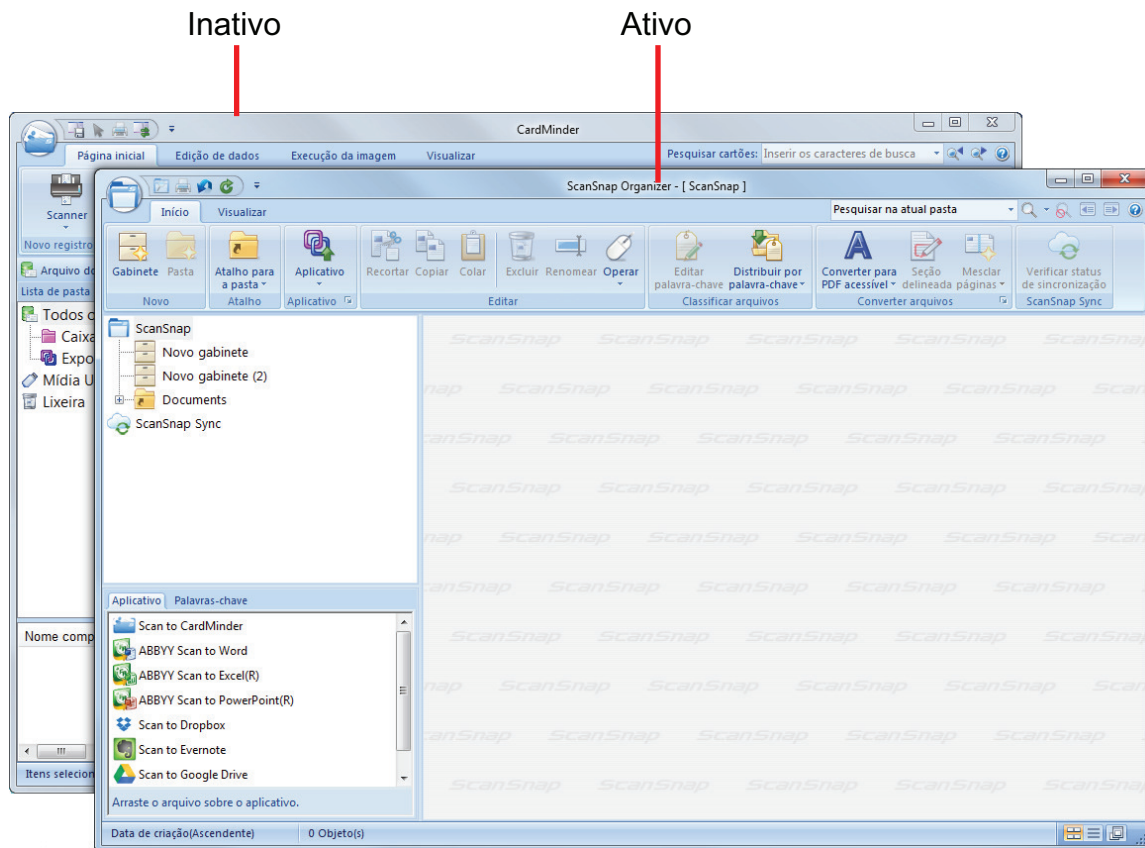 Inativo Ativo
CardMinder
Página inicial Edição de dados Execução da imagem Visualizar Pesquisar cartões: Inserir os caracteres de busca
Scanner
Novo registro
Arquivo d
Lista de pasta
Todos
Caixa
Expo
Mídia U
Lixeira
Nome comp
Itens selecion
ScanSnap Organizer - [ ScanSnap ]
Início Visualizar Pesquisar na atual pasta
Gabinete Pasta Atalho para a pasta Aplicativo Recortar Copiar Colar Excluir Renomear Operar Editar palavra-chave Distribuir por palavra-chave Converter para PDF acessível Seção delineada Mesclar páginas Verificar status de sincronização
Novo Atalho Aplicativo Editar Classificar arquivos Converter arquivos ScanSnap Sync
ScanSnap
Novo gabinete
Novo gabinete (2)
Documents
ScanSnap Sync
Aplicativo Palavras-chave
Scan to CardMinder
ABBYY Scan to Word
ABBYY Scan to Excel(R)
ABBYY Scan to PowerPoint(R)
Scan to Dropbox
Scan to Evernote
Scan to Google Drive
Arraste o arquivo sobre o aplicativo.
Data de criação(Ascendente) 0 Objeto(s)